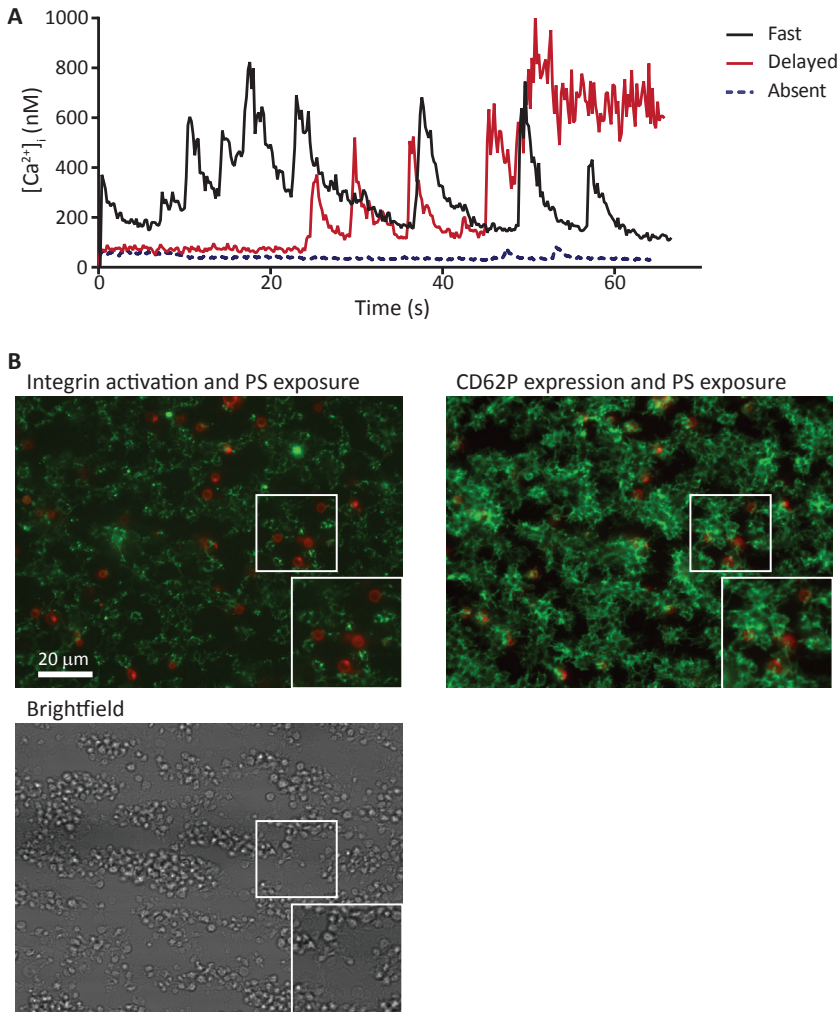 A
1000
800
600
400
200
0
[Ca²⁺]ᵢ (nM)
0 20 40 60
Time (s)
Fast
Delayed
Absent
B
Integrin activation and PS exposure
CD62P expression and PS exposure
20 µm
Brightfield